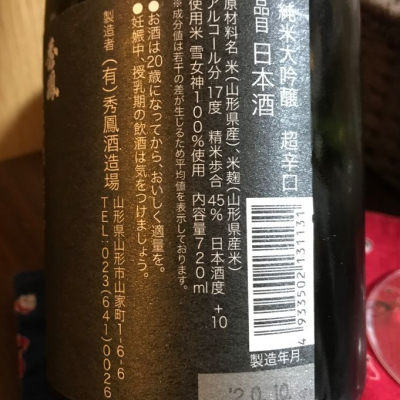 純米大吟醸 超辛口
品目 日本酒
原材料名 米(山形県産)、米麹(山形県産米)
アルコール分 17度 精米歩合 45% 日本酒度 +10
使用米 雪女神100%使用 内容量720ml
※成分値は若干の差が生じるため平均値を表示しております。
●お酒は20歳になってから、おいしく適量を。
●妊娠中、授乳期の飲酒は気をつけましょう。
製造者 (有)秀鳳酒造場
山形県山形市山家町1-6-6
TEL:023(641)0026
4933502131131
製造年月
'20.10
秀鳳